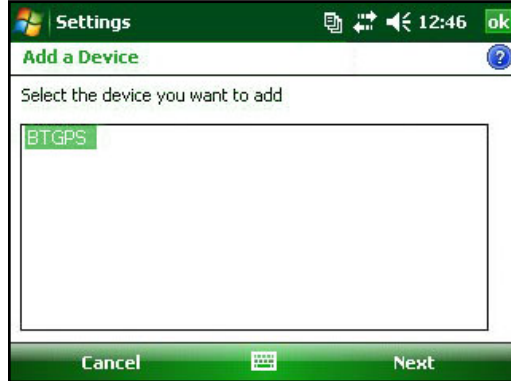 Settings 12:46 ok
Add a Device ?
Select the device you want to add
BTGPS
Cancel Next